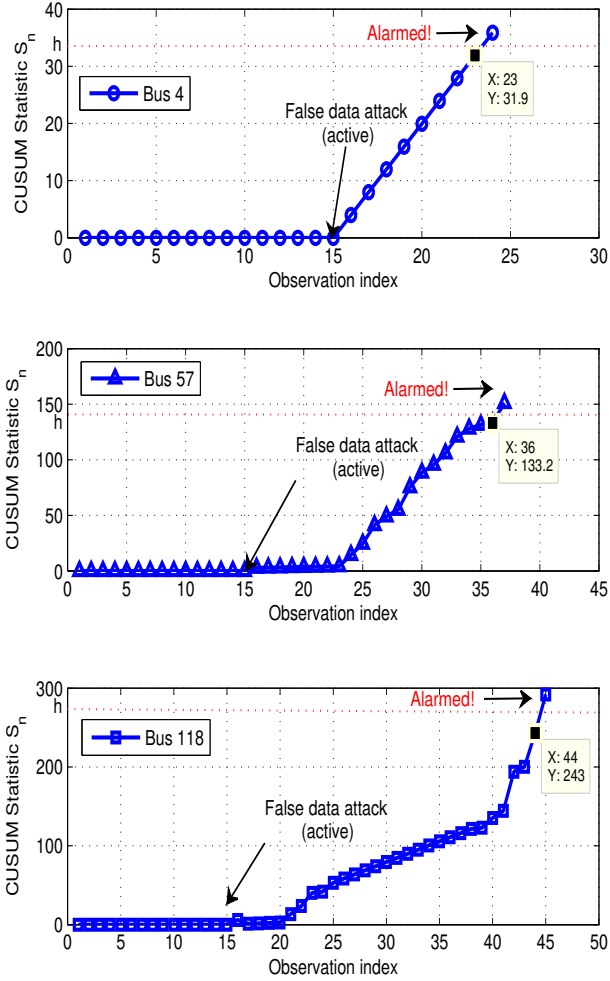 40
h
30
20
10
0
CUSUM Statistic Sn
Bus 4
Alarmed!
X: 23
Y: 31.9
False data attack
(active)
0 5 10 15 20 25 30
Observation index
200
150
h
100
50
0
CUSUM Statistic Sn
Bus 57
Alarmed!
X: 36
Y: 133.2
False data attack
(active)
0 5 10 15 20 25 30 35 40 45
Observation index
300
h
200
100
0
CUSUM Statistic Sn
Bus 118
Alarmed!
X: 44
Y: 243
False data attack
(active)
0 5 10 15 20 25 30 35 40 45 50
Observation index